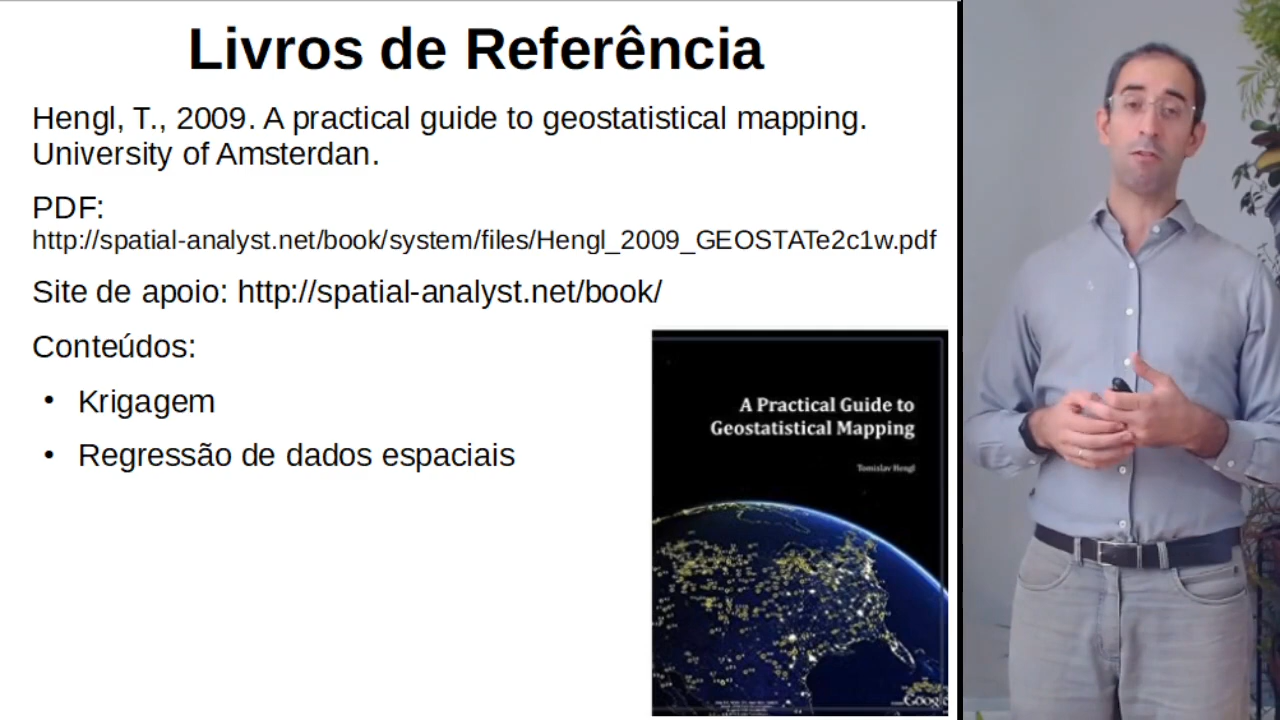 Livros de Referência
Hengl, T., 2009. A practical guide to geostatistical mapping.
University of Amsterdan.
PDF:
http://spatial-analyst.net/book/system/files/Hengl_2009_GEOSTATe2c1w.pdf
Site de apoio: http://spatial-analyst.net/book/
Conteúdos:
• Krigagem
• Regressão de dados espaciais
A Practical Guide to
Geostatistical Mapping
Tomislav Hengl
Google